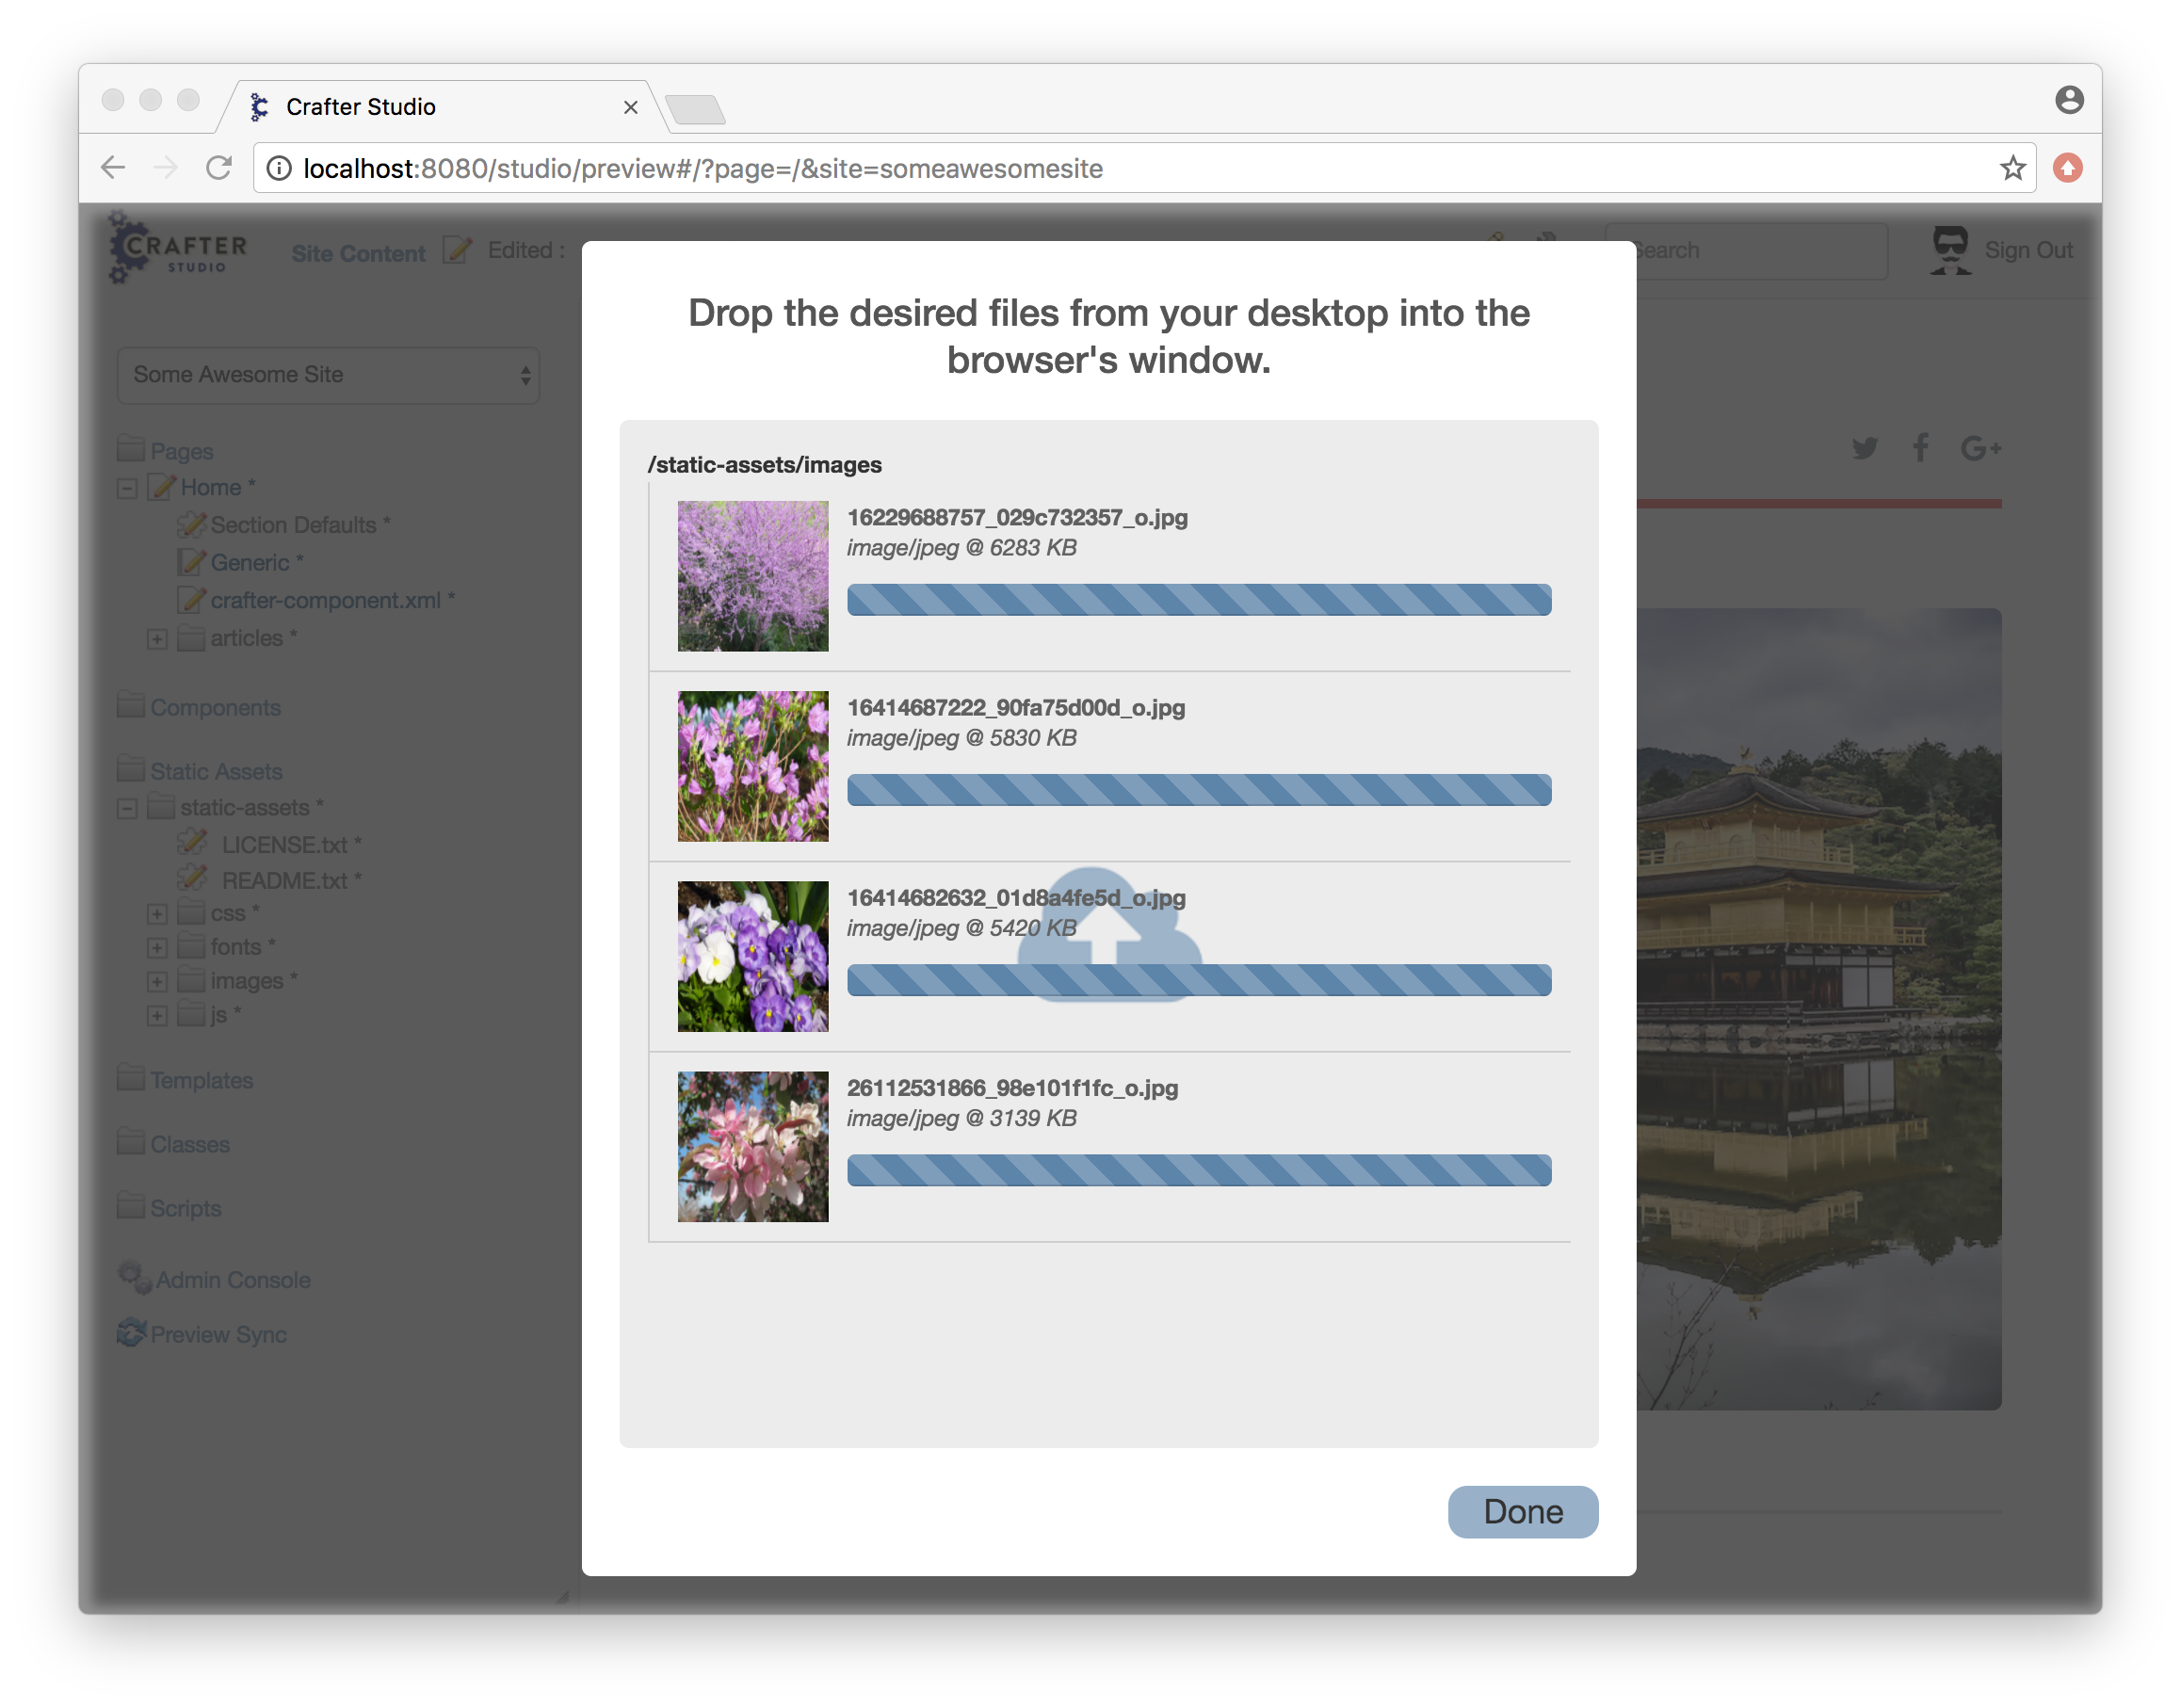 Crafter Studio
localhost:8080/studio/preview#/?page=/&site=someawesomesite
CRAFTER
STUDIO
Site Content
Edited :
Search
Sign Out
Drop the desired files from your desktop into the
browser's window.
Some Awesome Site
Pages
Home *
Section Defaults *
Generic *
crafter-component.xml *
articles *
Components
Static Assets
static-assets *
LICENSE.txt *
README.txt *
css *
fonts *
images *
js *
Templates
Classes
Scripts
Admin Console
Preview Sync
/static-assets/images
16229688757_029c732357_o.jpg
image/jpeg @ 6283 KB
16414687222_90fa75d00d_o.jpg
image/jpeg @ 5830 KB
16414682632_01d8a4fe5d_o.jpg
image/jpeg @ 5420 KB
26112531866_98e101f1fc_o.jpg
image/jpeg @ 3139 KB
Done